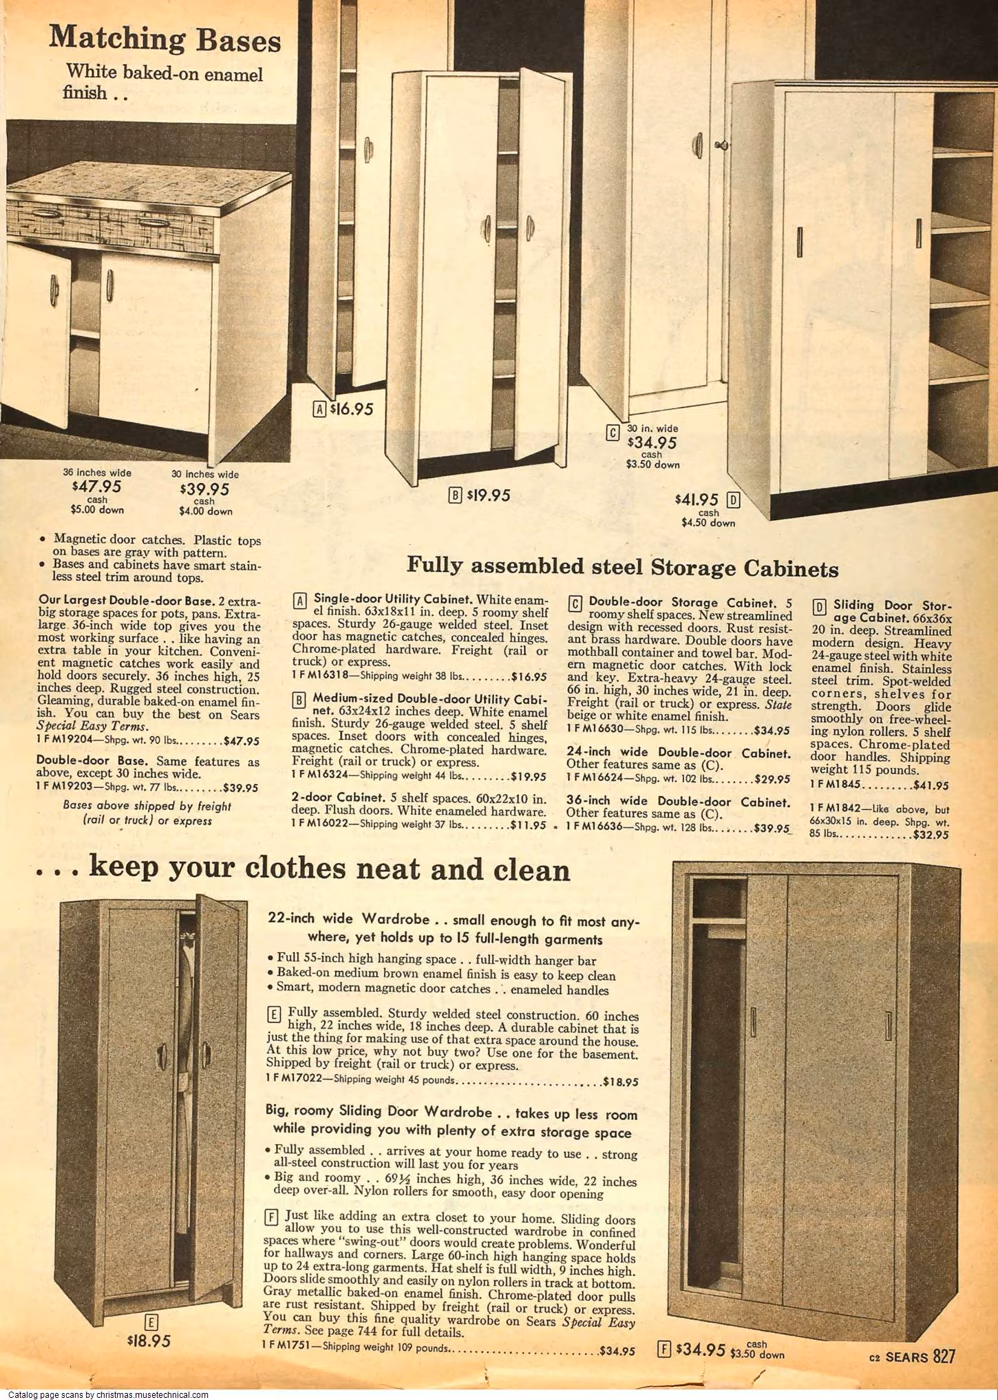 Matching Bases
White baked-on enamel
finish . .
36 inches wide
$47.95
cash
$5.00 down
30 inches wide
$39.95
cash
$4.00 down
A $16.95
B $19.95
C 30 in. wide
$34.95
cash
$3.50 down
$41.95 D
cash
$4.50 down
• Magnetic door catches. Plastic tops
on bases are gray with pattern.
• Bases and cabinets have smart stain-
less steel trim around tops.
Our Largest Double-door Base. 2 extra-
big storage spaces for pots, pans. Extra-
large 36-inch wide top gives you the
most working surface . . like having an
extra table in your kitchen. Conveni-
ent magnetic catches work easily and
hold doors securely. 36 inches high, 25
inches deep. Rugged steel construction.
Gleaming, durable baked-on enamel fin-
ish. You can buy the best on Sears
Special Easy Terms.
1 F M19204—Shpg. wt. 90 lbs.........$47.95
Double-door Base. Same features as
above, except 30 inches wide.
1 F M19203—Shpg. wt. 77 lbs.........$39.95
Bases above shipped by freight
(rail or truck) or express
Fully assembled steel Storage Cabinets
A Single-door Utility Cabinet. White enam-
el finish. 63x18x11 in. deep. 5 roomy shelf
spaces. Sturdy 26-gauge welded steel. Inset
door has magnetic catches, concealed hinges.
Chrome-plated hardware. Freight (rail or
truck) or express.
1 F M16318—Shipping weight 38 lbs.........$16.95
B Medium-sized Double-door Utility Cabi-
net. 63x24x12 inches deep. White enamel
finish. Sturdy 26-gauge welded steel. 5 shelf
spaces. Inset doors with concealed hinges,
magnetic catches. Chrome-plated hardware.
Freight (rail or truck) or express.
1 F M16324—Shipping weight 44 lbs.........$19.95
2-door Cabinet. 5 shelf spaces. 60x22x10 in.
deep. Flush doors. White enameled hardware.
1 F M16022—Shipping weight 37 lbs.........$11.95
C Double-door Storage Cabinet. 5
roomy shelf spaces. New streamlined
design with recessed doors. Rust resist-
ant brass hardware. Double doors have
mothball container and towel bar. Mod-
ern magnetic door catches. With lock
and key. Extra-heavy 24-gauge steel.
66 in. high, 30 inches wide, 21 in. deep.
Freight (rail or truck) or express. State
beige or white enamel finish.
1 F M16630—Shpg. wt. 115 lbs........$34.95
24-inch wide Double-door Cabinet.
Other features same as (C).
1 F M16624—Shpg. wt. 102 lbs........$29.95
36-inch wide Double-door Cabinet.
Other features same as (C).
1 F M16636—Shpg. wt. 128 lbs........$39.95
D Sliding Door Stor-
age Cabinet. 66x36x
20 in. deep. Streamlined
modern design. Heavy
24-gauge steel with white
enamel finish. Stainless
steel trim. Spot-welded
corners, shelves for
strength. Doors glide
smoothly on free-wheel-
ing nylon rollers. 5 shelf
spaces. Chrome-plated
door handles. Shipping
weight 115 pounds.
1 F M1845.............$41.95
1 F M1842—Like above, but
66x30x15 in. deep. Shpg. wt.
85 lbs..............$32.95
. . . keep your clothes neat and clean
22-inch wide Wardrobe . . small enough to fit most any-
where, yet holds up to 15 full-length garments
• Full 55-inch high hanging space . . full-width hanger bar
• Baked-on medium brown enamel finish is easy to keep clean
• Smart, modern magnetic door catches . . enameled handles
E Fully assembled. Sturdy welded steel construction. 60 inches
high, 22 inches wide, 18 inches deep. A durable cabinet that is
just the thing for making use of that extra space around the house.
At this low price, why not buy two? Use one for the basement.
Shipped by freight (rail or truck) or express.
1 F M17022—Shipping weight 45 pounds..........................$18.95
Big, roomy Sliding Door Wardrobe . . takes up less room
while providing you with plenty of extra storage space
• Fully assembled . . arrives at your home ready to use . . strong
all-steel construction will last you for years
• Big and roomy . . 69½ inches high, 36 inches wide, 22 inches
deep over-all. Nylon rollers for smooth, easy door opening
F Just like adding an extra closet to your home. Sliding doors
allow you to use this well-constructed wardrobe in confined
spaces where "swing-out" doors would create problems. Wonderful
for hallways and corners. Large 60-inch high hanging space holds
up to 24 extra-long garments. Hat shelf is full width, 9 inches high.
Doors slide smoothly and easily on nylon rollers in track at bottom.
Gray metallic baked-on enamel finish. Chrome-plated door pulls
are rust resistant. Shipped by freight (rail or truck) or express.
You can buy this fine quality wardrobe on Sears Special Easy
Terms. See page 744 for full details.
1 F M1751—Shipping weight 109 pounds..........................$34.95
E
$18.95
F $34.95 cash
$3.50 down
C2 SEARS 827
Catalog page scans by christmas.musetechnical.com